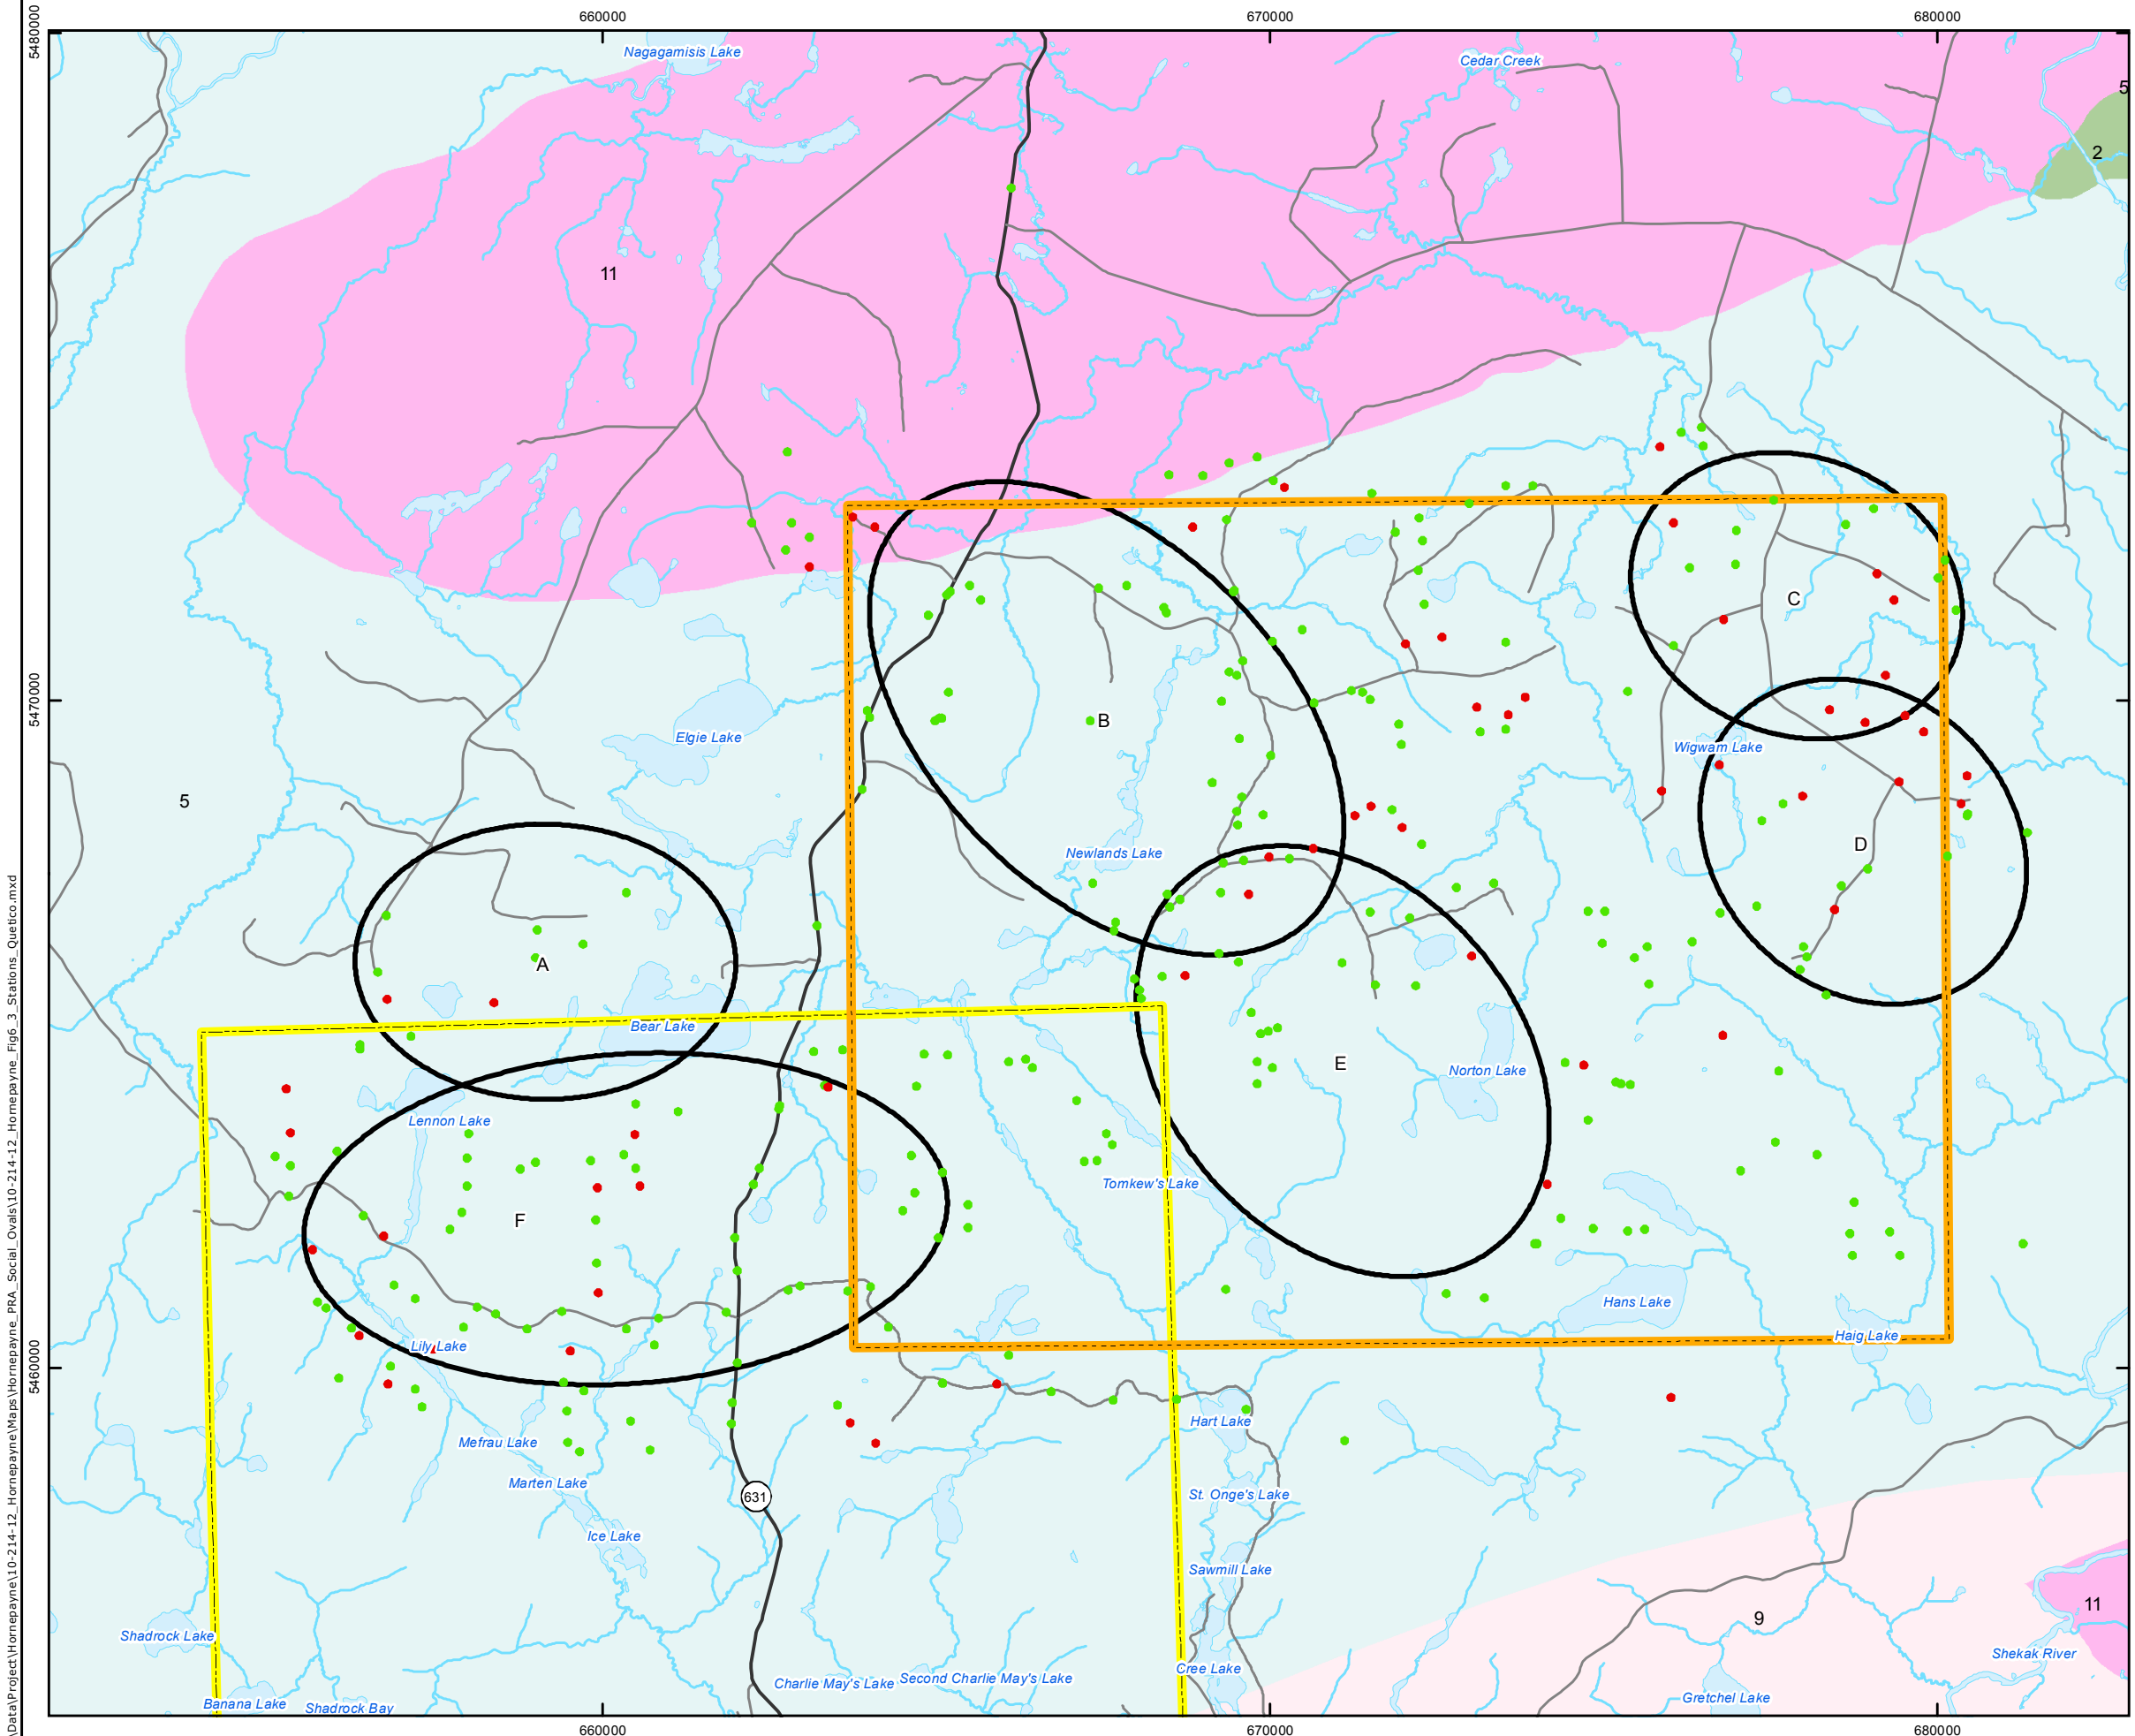 660000
670000
680000
5480000
Nagagamisis Lake
Cedar Creek
5
2
11
5470000
C
B
Elgie Lake
Wigwam Lake
5
D
Newlands Lake
A
Bear Lake
E
Norton Lake
Lennon Lake
Tomkew's Lake
F
Hans Lake
Haig Lake
Lily Lake
5460000
Hart Lake
Mefrau Lake
Marten Lake
631
St. Onge's Lake
Ice Lake
Sawmill Lake
11
9
Shadrock Lake
Shekak River
Cree Lake
Second Charlie May's Lake
Charlie May's Lake
Gretchel Lake
Banana Lake
Shadrock Bay
660000
670000
680000
\Data\Project\Hornepayne\10-214-12_Hornepayne\Maps\Hornepayne_PRA_Social_Ovals\10-214-12_Hornepayne_Fig6_3_Stations_Quetico.mxd